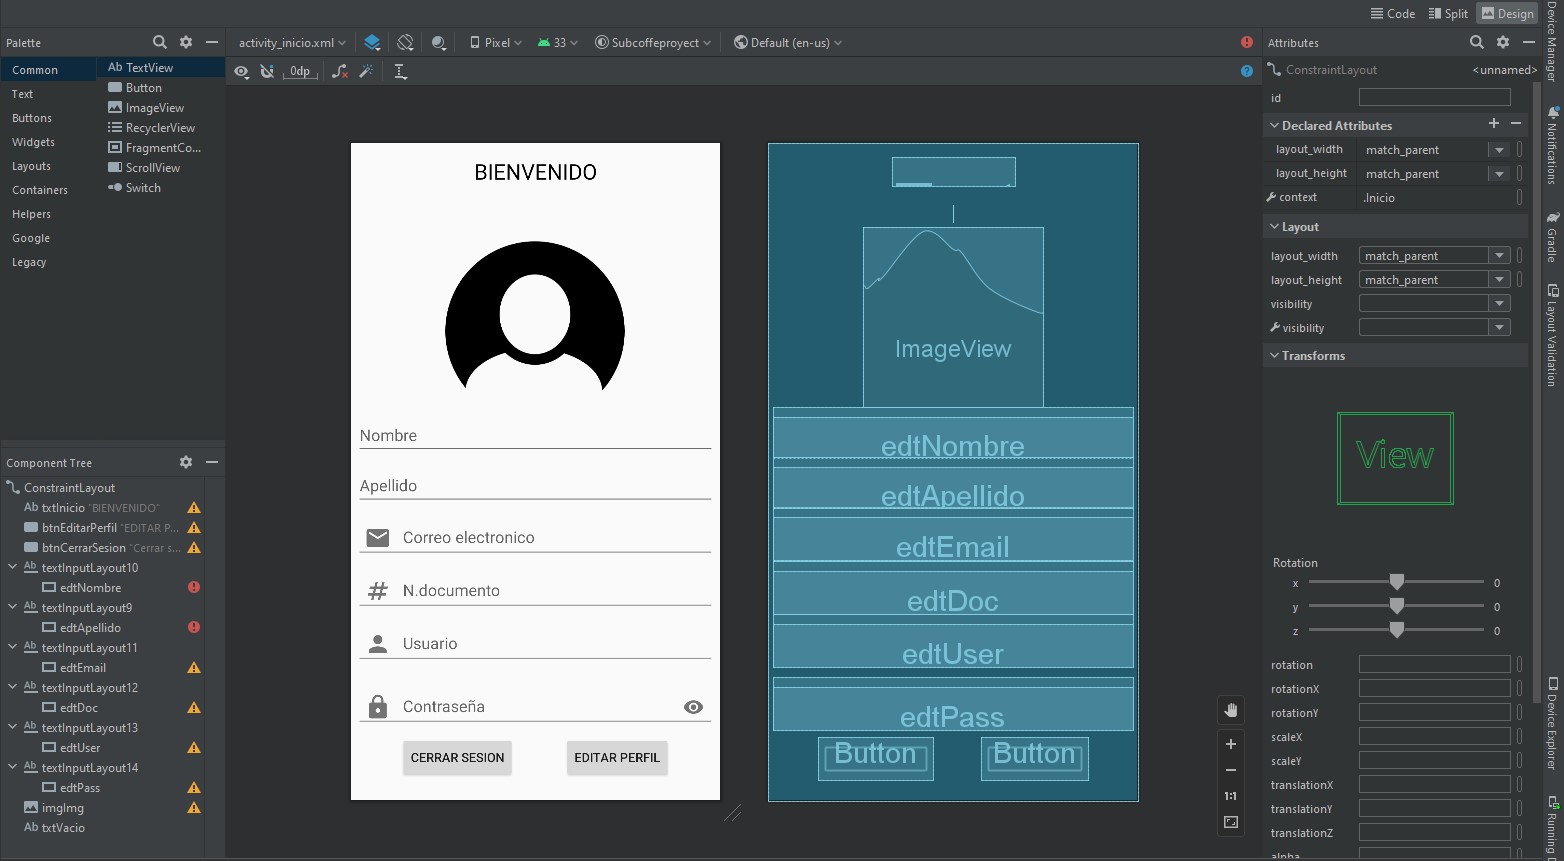 Code
Split
Design
Palette
activity_inicio.xml
Pixel
33
Subcoffeproyect
Default (en-us)
Attributes
Common
Text
Buttons
Widgets
Layouts
Containers
Helpers
Google
Legacy
Ab TextView
Button
ImageView
RecyclerView
FragmentCo...
ScrollView
Switch
0dp
Component Tree
ConstraintLayout
Ab txtInicio "BIENVENIDO"
btnEditarPerfil "EDITAR P...
btnCerrarSesion "Cerrar s...
Ab textInputLayout10
edtNombre
Ab textInputLayout9
edtApellido
Ab textInputLayout11
edtEmail
Ab textInputLayout12
edtDoc
Ab textInputLayout13
edtUser
Ab textInputLayout14
edtPass
imgImg
Ab txtVacio
BIENVENIDO
Nombre
Apellido
Correo electronico
# N.documento
Usuario
Contraseña
CERRAR SESION
EDITAR PERFIL
ImageView
edtNombre
edtApellido
edtEmail
edtDoc
edtUser
edtPass
Button
Button
1:1
ConstraintLayout
<unnamed>
id
Declared Attributes
layout_width match_parent
layout_height match_parent
context .Inicio
Layout
layout_width match_parent
layout_height match_parent
visibility
visibility
Transforms
View
Rotation
x 0
y 0
z 0
rotation
rotationX
rotationY
scaleX
scaleY
translationX
translationY
translationZ
alpha
Device Manager
Notifications
Gradle
Layout Validation
Device Explorer
Running